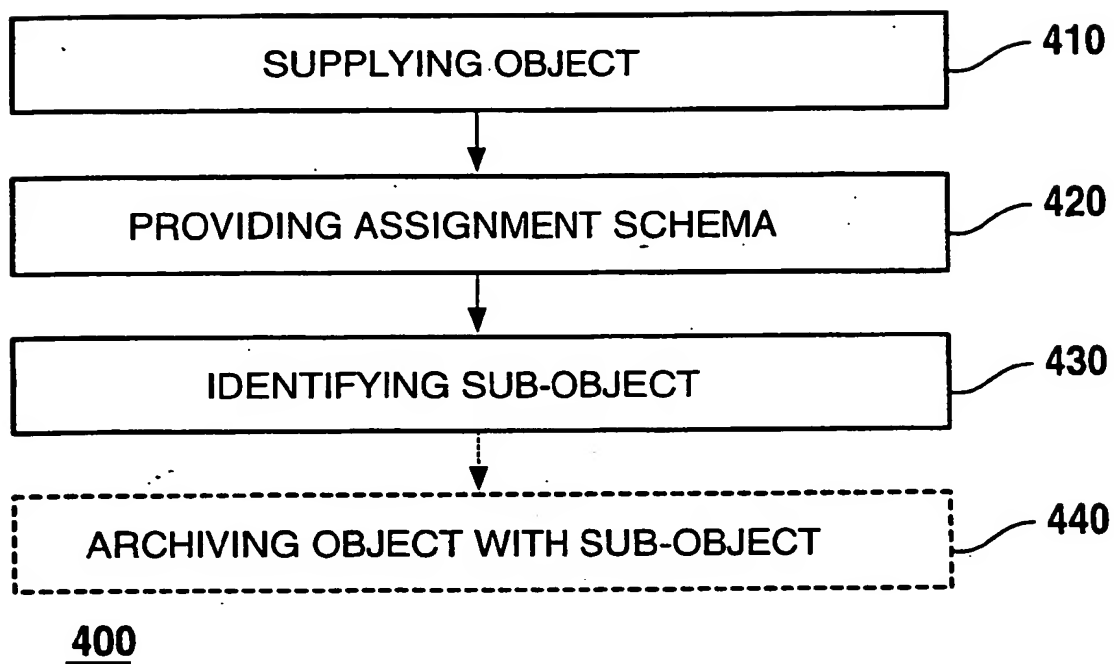 SUPPLYING OBJECT
410
PROVIDING ASSIGNMENT SCHEMA
420
IDENTIFYING SUB-OBJECT
430
ARCHIVING OBJECT WITH SUB-OBJECT
440
400